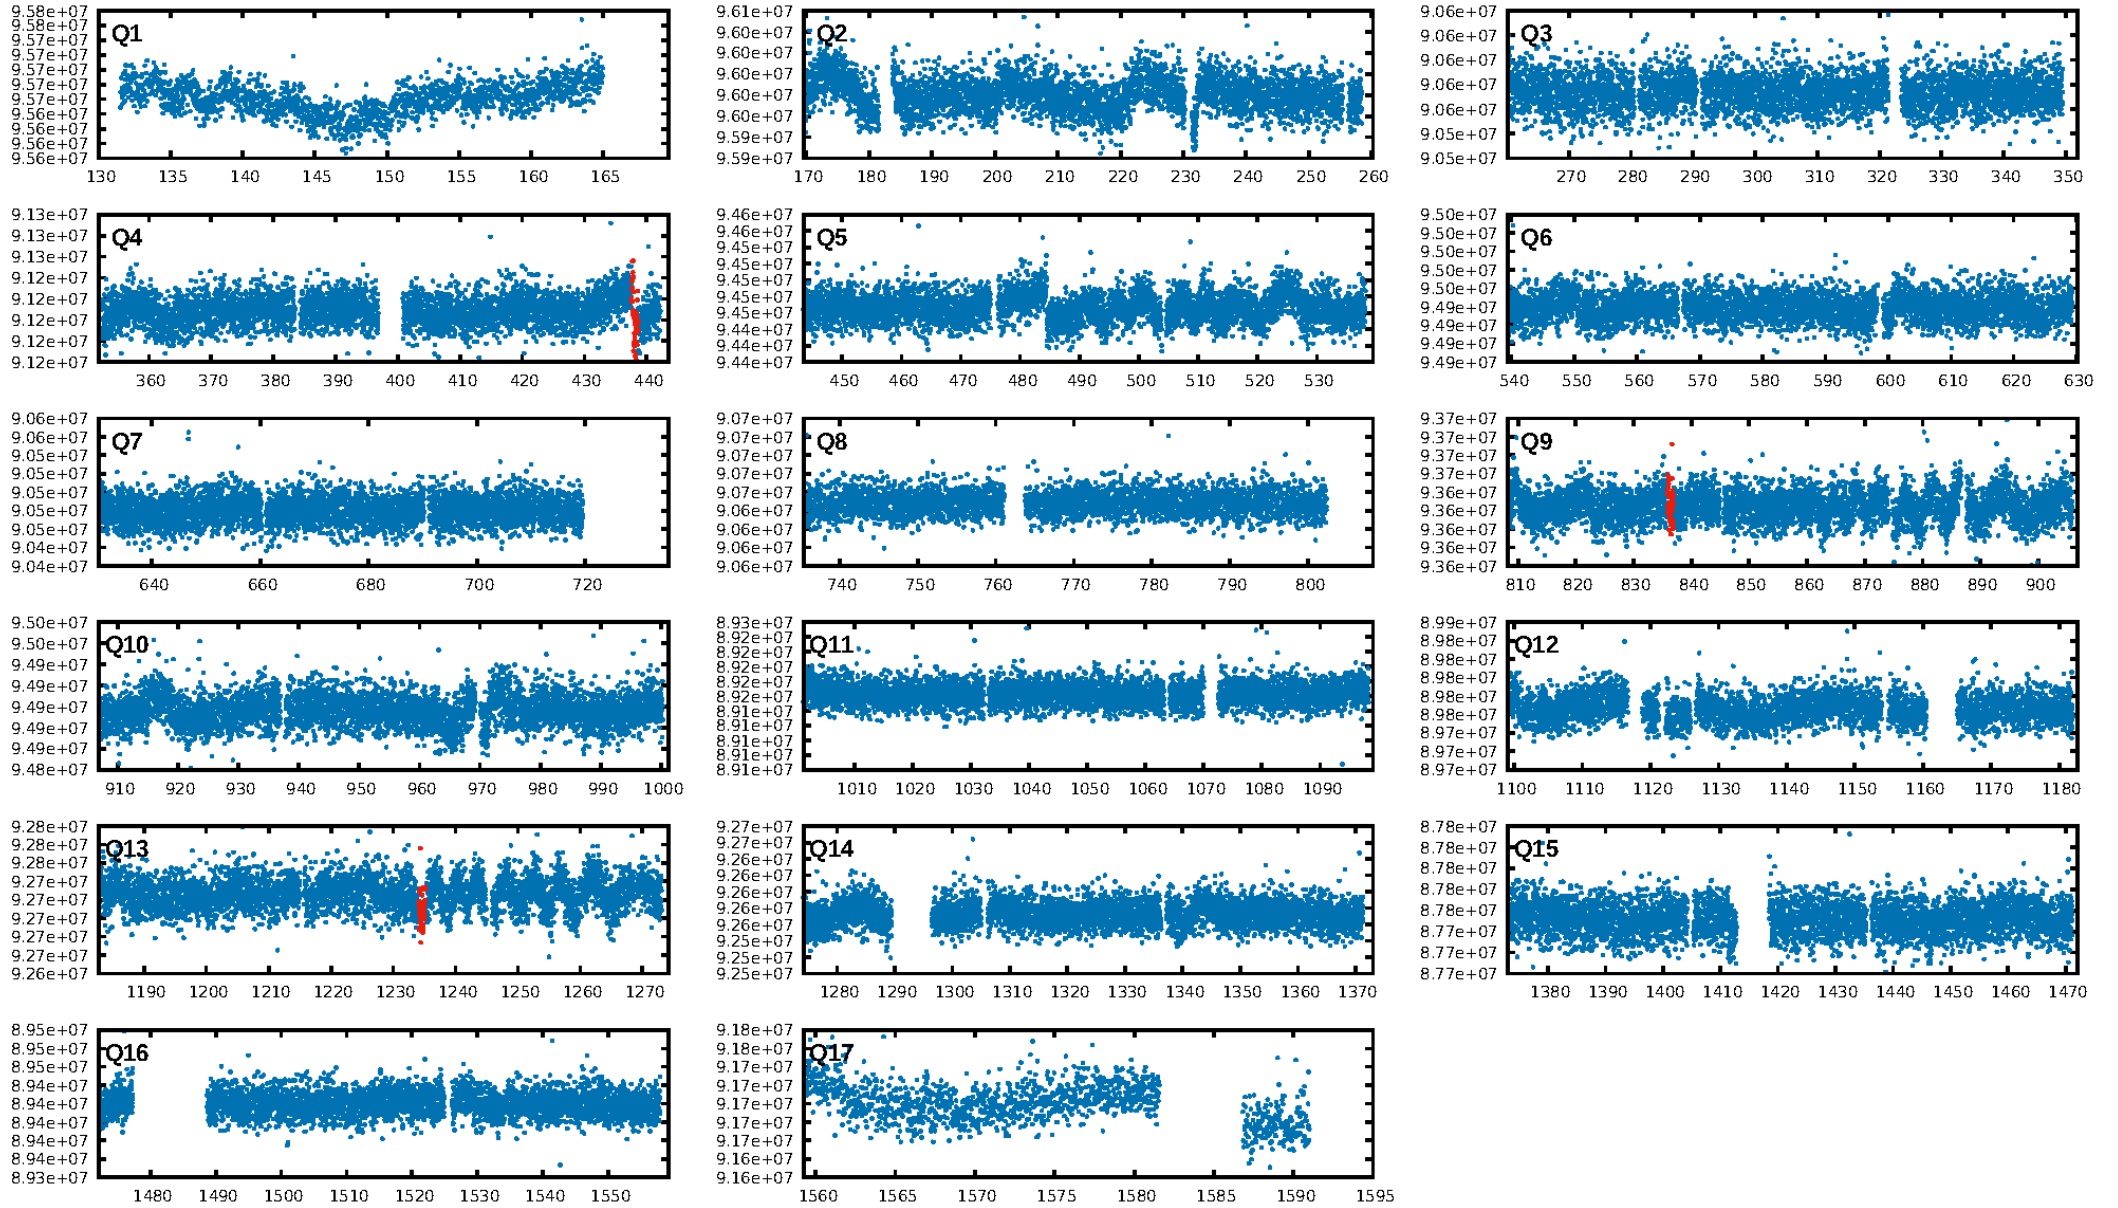 9.58e+07 9.58e+07 9.57e+07 9.57e+07 9.57e+07 9.57e+07 9.57e+07 9.56e+07 9.56e+07 9.56e+07 9.56e+07
Q1
130 135 140 145 150 155 160 165
9.61e+07 9.60e+07 9.60e+07 9.60e+07 9.60e+07 9.60e+07 9.59e+07 9.59e+07
Q2
170 180 190 200 210 220 230 240 250 260
9.06e+07 9.06e+07 9.06e+07 9.06e+07 9.06e+07 9.05e+07 9.05e+07
Q3
270 280 290 300 310 320 330 340 350
9.13e+07 9.13e+07 9.13e+07 9.12e+07 9.12e+07 9.12e+07 9.12e+07 9.12e+07
Q4
360 370 380 390 400 410 420 430 440
9.46e+07 9.46e+07 9.45e+07 9.45e+07 9.45e+07 9.45e+07 9.45e+07 9.44e+07 9.44e+07 9.44e+07
Q5
450 460 470 480 490 500 510 520 530
9.50e+07 9.50e+07 9.50e+07 9.50e+07 9.50e+07 9.49e+07 9.49e+07 9.49e+07 9.49e+07
Q6
540 550 560 570 580 590 600 610 620 630
9.06e+07 9.06e+07 9.05e+07 9.05e+07 9.05e+07 9.05e+07 9.05e+07 9.04e+07 9.04e+07
Q7
640 660 680 700 720
9.07e+07 9.07e+07 9.07e+07 9.07e+07 9.07e+07 9.06e+07 9.06e+07 9.06e+07 9.06e+07
Q8
740 750 760 770 780 790 800
9.37e+07 9.37e+07 9.37e+07 9.37e+07 9.36e+07 9.36e+07 9.36e+07 9.36e+07 9.36e+07
Q9
810 820 830 840 850 860 870 880 890 900
9.50e+07 9.50e+07 9.49e+07 9.49e+07 9.49e+07 9.49e+07 9.49e+07 9.48e+07
Q10
910 920 930 940 950 960 970 980 990 1000
8.93e+07 8.92e+07 8.92e+07 8.92e+07 8.92e+07 8.92e+07 8.91e+07 8.91e+07 8.91e+07 8.91e+07 8.91e+07
Q11
1010 1020 1030 1040 1050 1060 1070 1080 1090
8.99e+07 8.98e+07 8.98e+07 8.98e+07 8.98e+07 8.98e+07 8.97e+07 8.97e+07 8.97e+07
Q12
1100 1110 1120 1130 1140 1150 1160 1170 1180
9.28e+07 9.28e+07 9.28e+07 9.27e+07 9.27e+07 9.27e+07 9.27e+07 9.27e+07 9.26e+07
Q13
1190 1200 1210 1220 1230 1240 1250 1260 1270
9.27e+07 9.27e+07 9.26e+07 9.26e+07 9.26e+07 9.26e+07 9.26e+07 9.25e+07 9.25e+07 9.25e+07
Q14
1280 1290 1300 1310 1320 1330 1340 1350 1360 1370
8.78e+07 8.78e+07 8.78e+07 8.78e+07 8.78e+07 8.77e+07 8.77e+07 8.77e+07
Q15
1380 1390 1400 1410 1420 1430 1440 1450 1460 1470
8.95e+07 8.95e+07 8.95e+07 8.94e+07 8.94e+07 8.94e+07 8.94e+07 8.94e+07 8.93e+07
Q16
1480 1490 1500 1510 1520 1530 1540 1550
9.18e+07 9.18e+07 9.17e+07 9.17e+07 9.17e+07 9.17e+07 9.17e+07 9.16e+07 9.16e+07
Q17
1560 1565 1570 1575 1580 1585 1590 1595